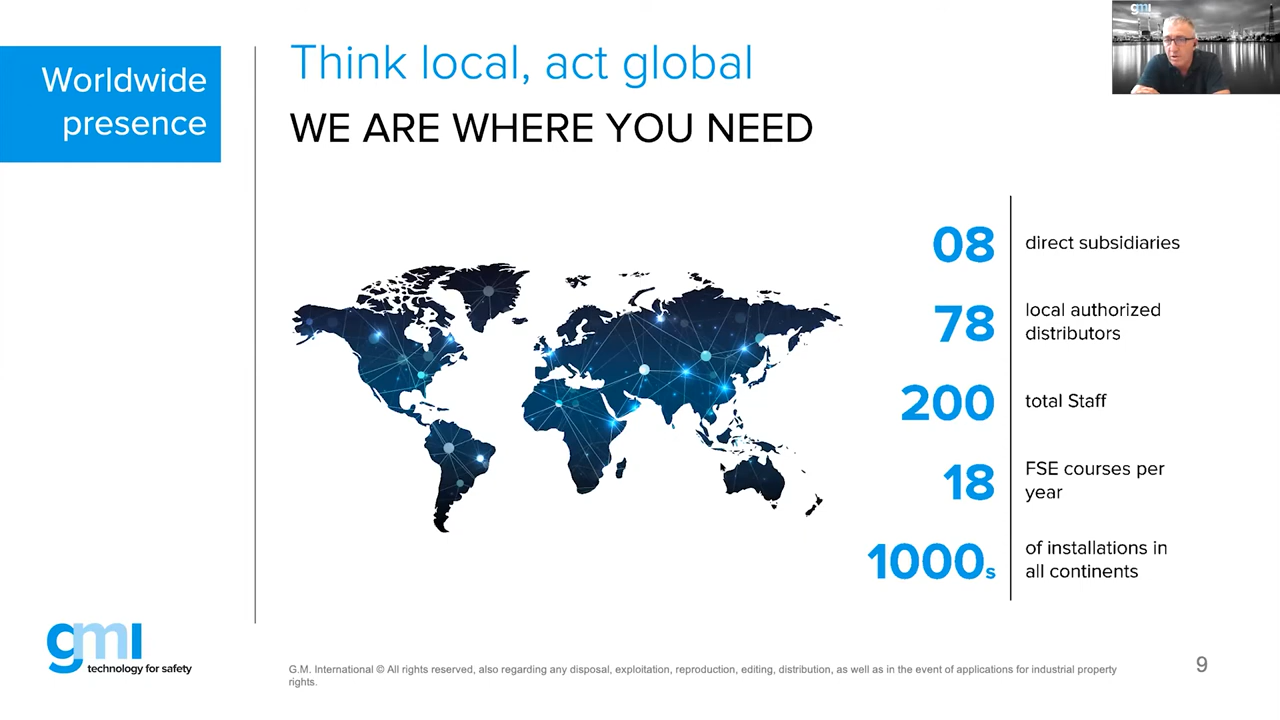 gmi
Worldwide
presence
Think local, act global
WE ARE WHERE YOU NEED
08
direct subsidiaries
78
local authorized
distributors
200
total Staff
18
FSE courses per
year
1000s
of installations in
all continents
gmi
technology for safety
G.M. International © All rights reserved, also regarding any disposal, exploitation, reproduction, editing, distribution, as well as in the event of applications for industrial property
rights.
9